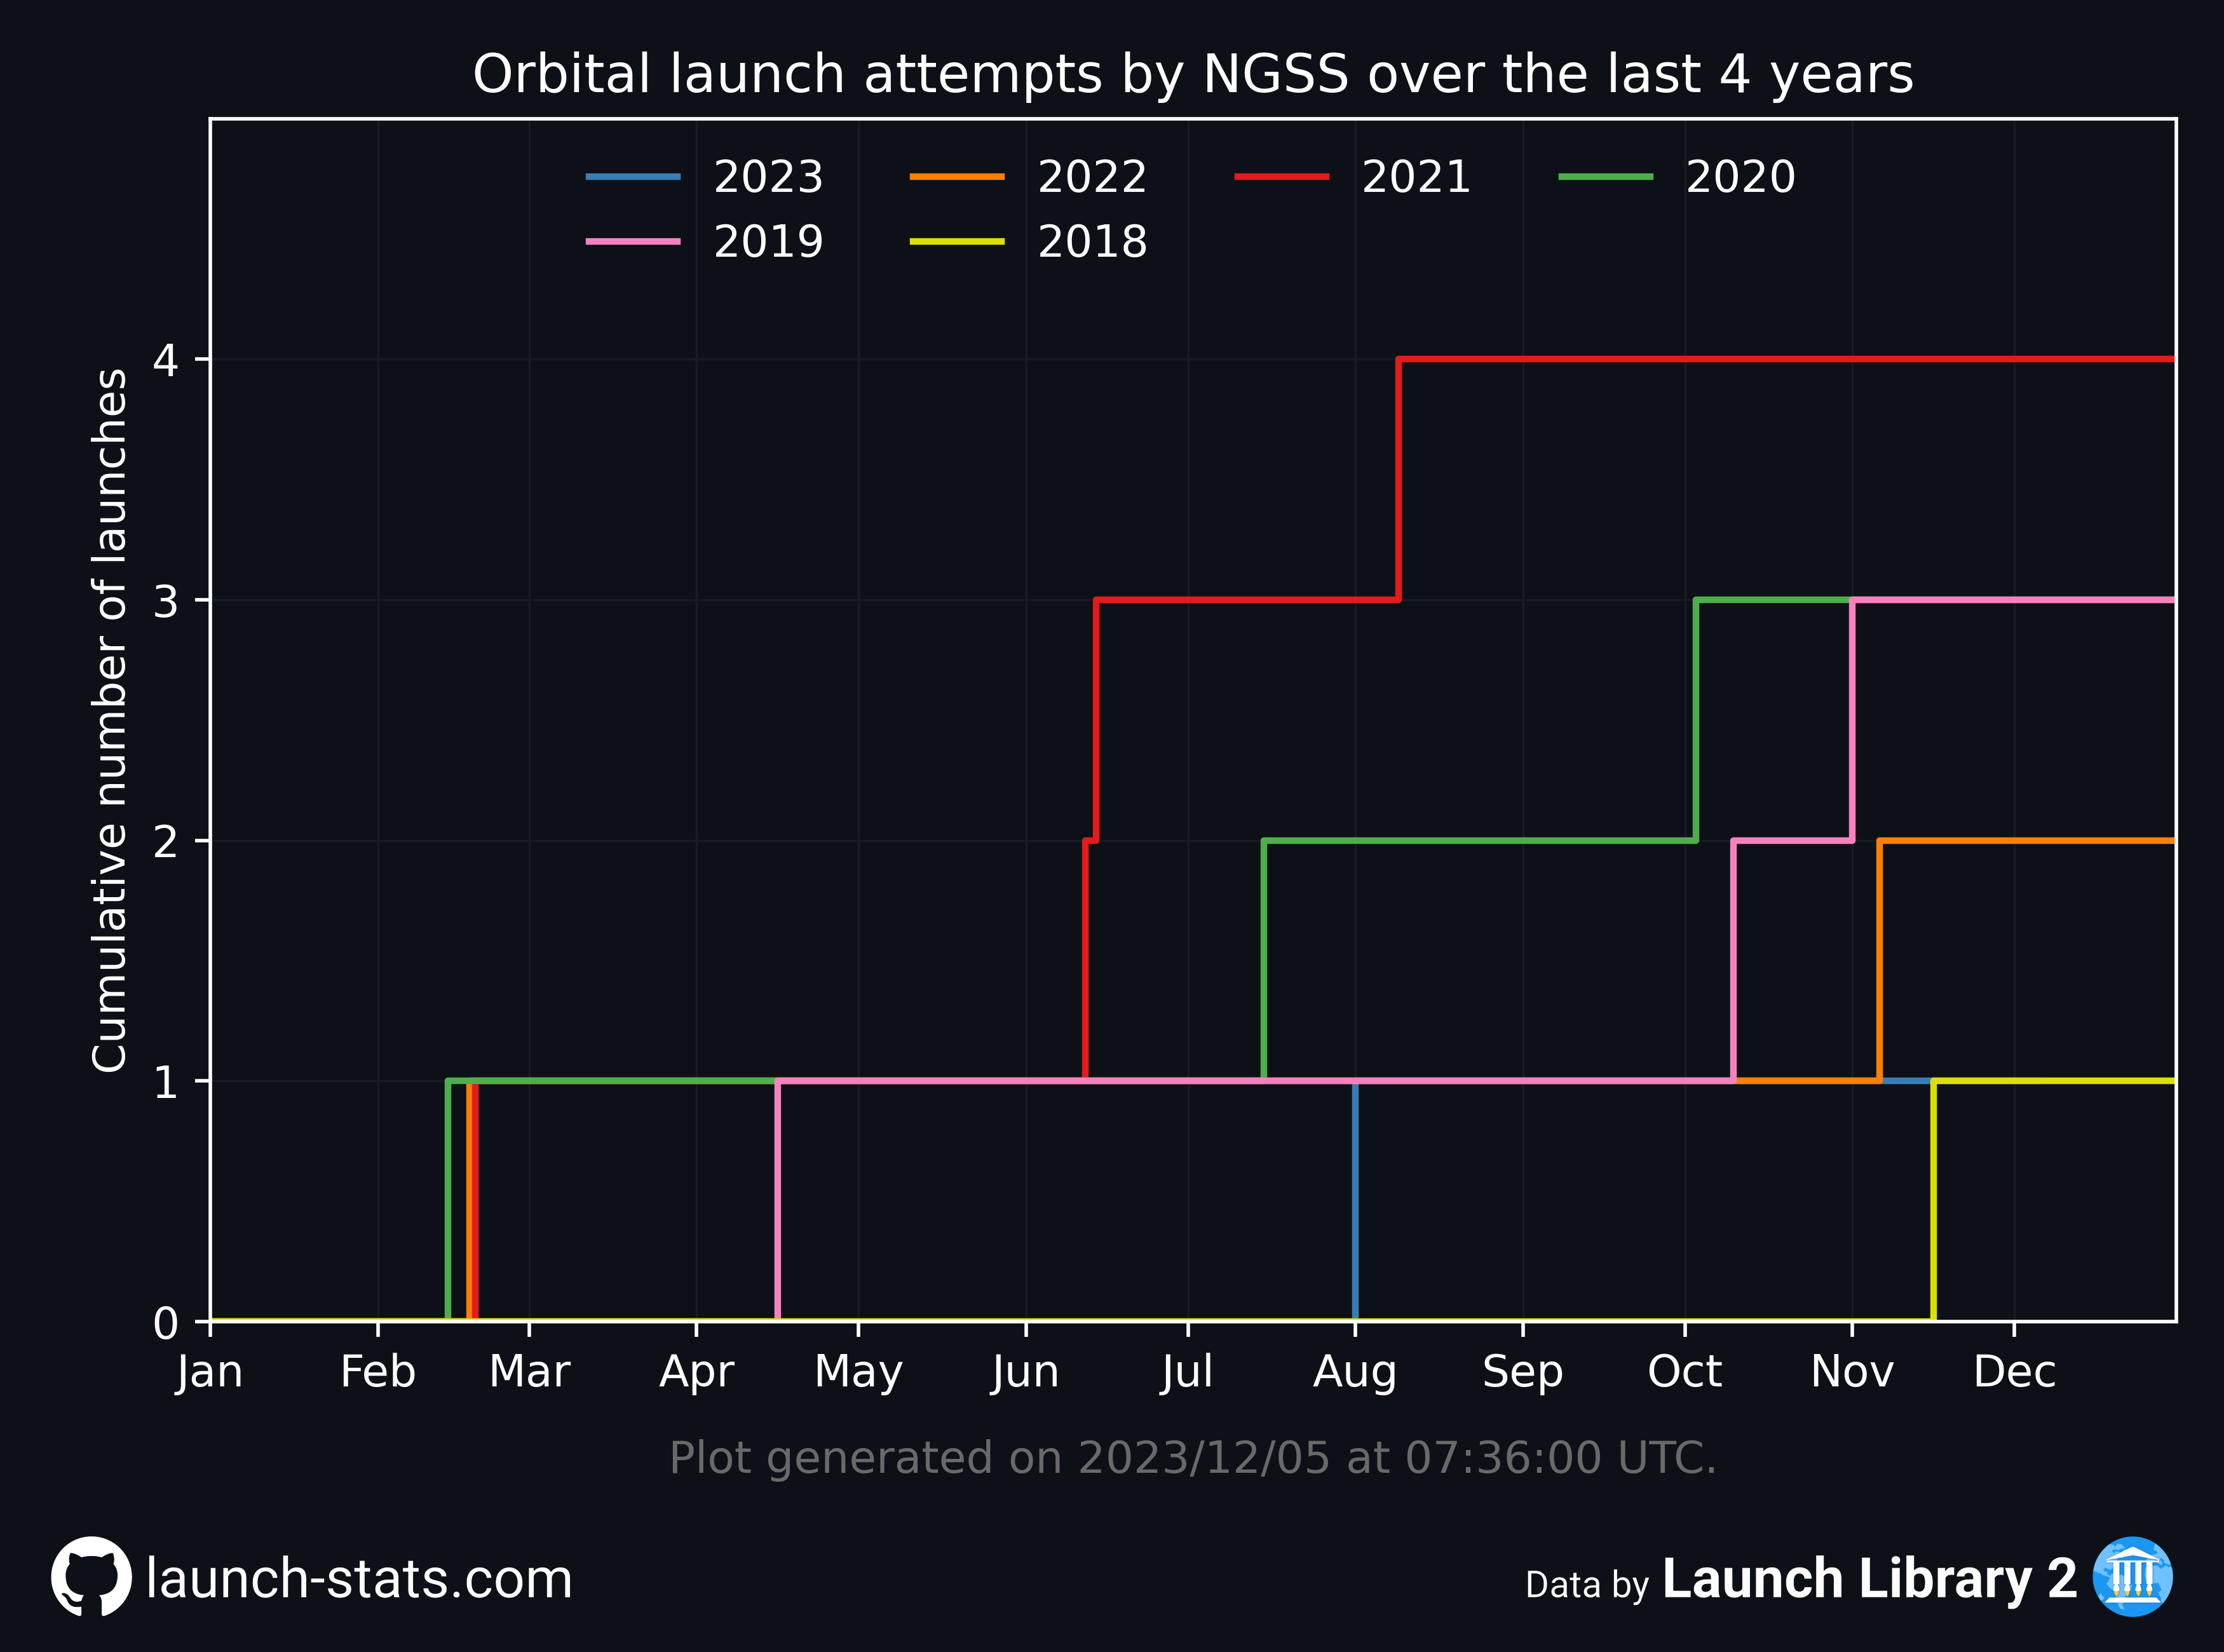 Orbital launch attempts by NGSS over the last 4 years
2023 2022 2021 2020
2019 2018
Cumulative number of launches
4
3
2
1
0
Jan Feb Mar Apr May Jun Jul Aug Sep Oct Nov Dec
Plot generated on 2023/12/05 at 07:36:00 UTC.
launch-stats.com
Data by Launch Library 2